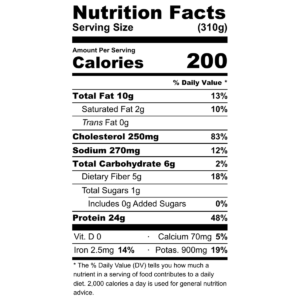 Nutrition Facts
Serving Size (310g)
Amount Per Serving
Calories 200
% Daily Value *
Total Fat 10g 13%
Saturated Fat 2g 10%
Trans Fat 0g
Cholesterol 250mg 83%
Sodium 270mg 12%
Total Carbohydrate 6g 2%
Dietary Fiber 5g 18%
Total Sugars 1g
Includes 0g Added Sugars 0%
Protein 24g 48%
Vit. D 0 · Calcium 70mg 5%
Iron 2.5mg 14% · Potas. 900mg 19%
* The % Daily Value (DV) tells you how much a
nutrient in a serving of food contributes to a daily
diet. 2,000 calories a day is used for general nutrition
advice.